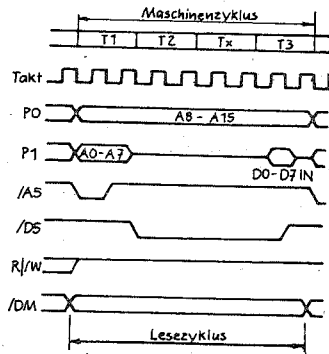 Maschinenzyklus
T1 T2 Tx T3
Takt
P0 A8 - A15
P1 A0-A7
D0-D7 IN
/AS
/DS
R/W
/DM
Lesezyklus